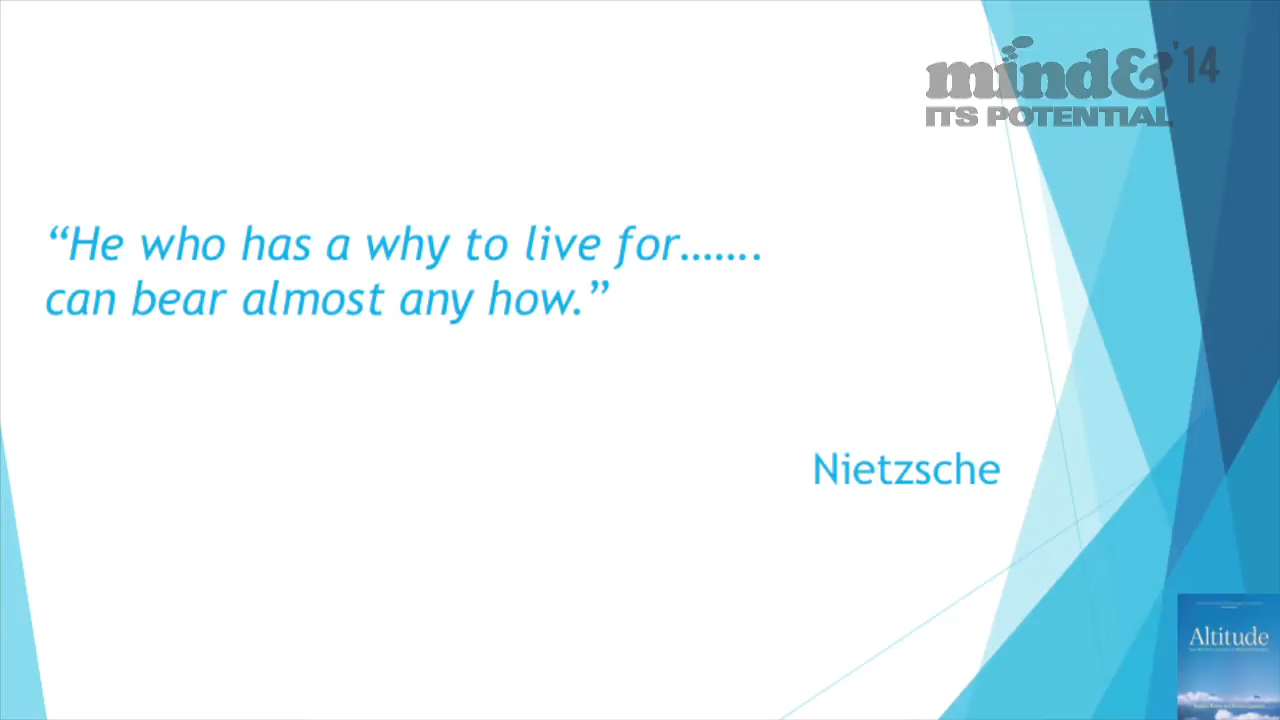 mind&'14
ITS POTENTIAL
“He who has a why to live for…….
can bear almost any how.”
Nietzsche
Altitude